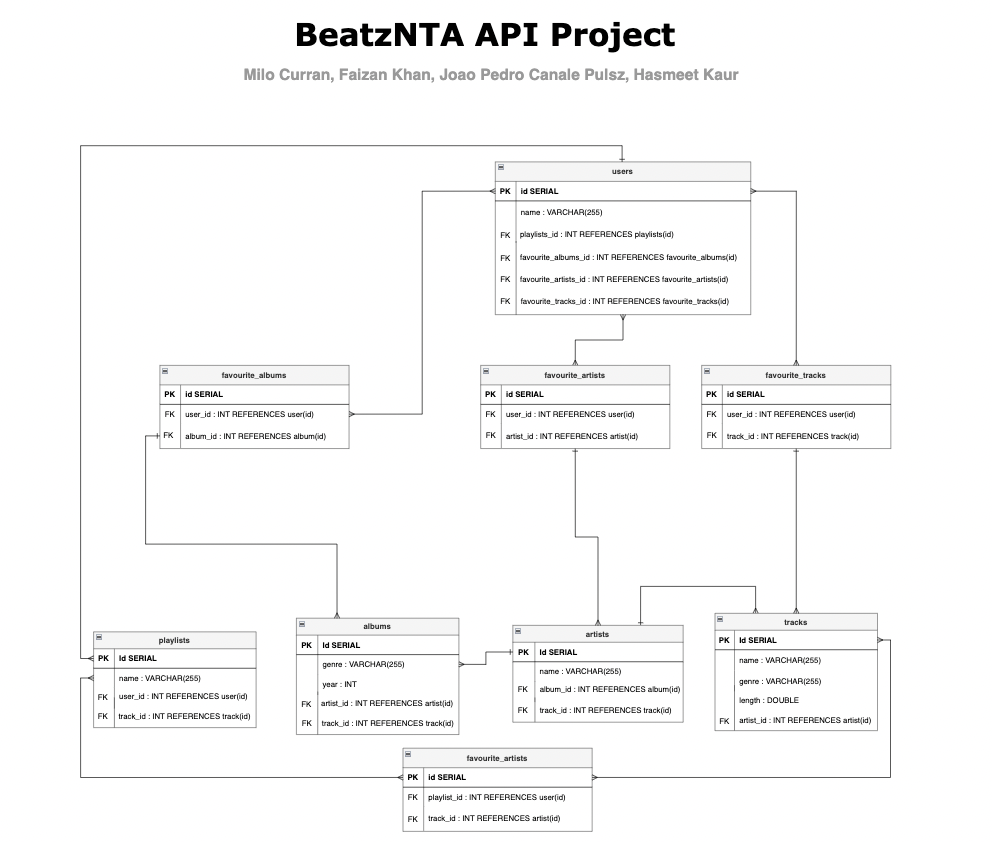 BeatzNTA API Project
Milo Curran, Faizan Khan, Joao Pedro Canale Pulsz, Hasmeet Kaur
users
PK id SERIAL
name : VARCHAR(255)
FK playlists_id : INT REFERENCES playlists(id)
FK favourite_albums_id : INT REFERENCES favourite_albums(id)
FK favourite_artists_id : INT REFERENCES favourite_artists(id)
FK favourite_tracks_id : INT REFERENCES favourite_tracks(id)
favourite_albums
PK id SERIAL
FK user_id : INT REFERENCES user(id)
FK album_id : INT REFERENCES album(id)
favourite_artists
PK id SERIAL
FK user_id : INT REFERENCES user(id)
FK artist_id : INT REFERENCES artist(id)
favourite_tracks
PK id SERIAL
FK user_id : INT REFERENCES user(id)
FK track_id : INT REFERENCES track(id)
playlists
PK Id SERIAL
name : VARCHAR(255)
FK user_id : INT REFERENCES user(id)
FK track_id : INT REFERENCES track(id)
albums
PK Id SERIAL
genre : VARCHAR(255)
year : INT
FK artist_id : INT REFERENCES artist(id)
FK track_id : INT REFERENCES track(id)
artists
PK Id SERIAL
name : VARCHAR(255)
FK album_id : INT REFERENCES album(id)
FK track_id : INT REFERENCES track(id)
tracks
PK Id SERIAL
name : VARCHAR(255)
genre : VARCHAR(255)
length : DOUBLE
FK artist_id : INT REFERENCES artist(id)
favourite_artists
PK id SERIAL
FK playlist_id : INT REFERENCES user(id)
FK track_id : INT REFERENCES artist(id)